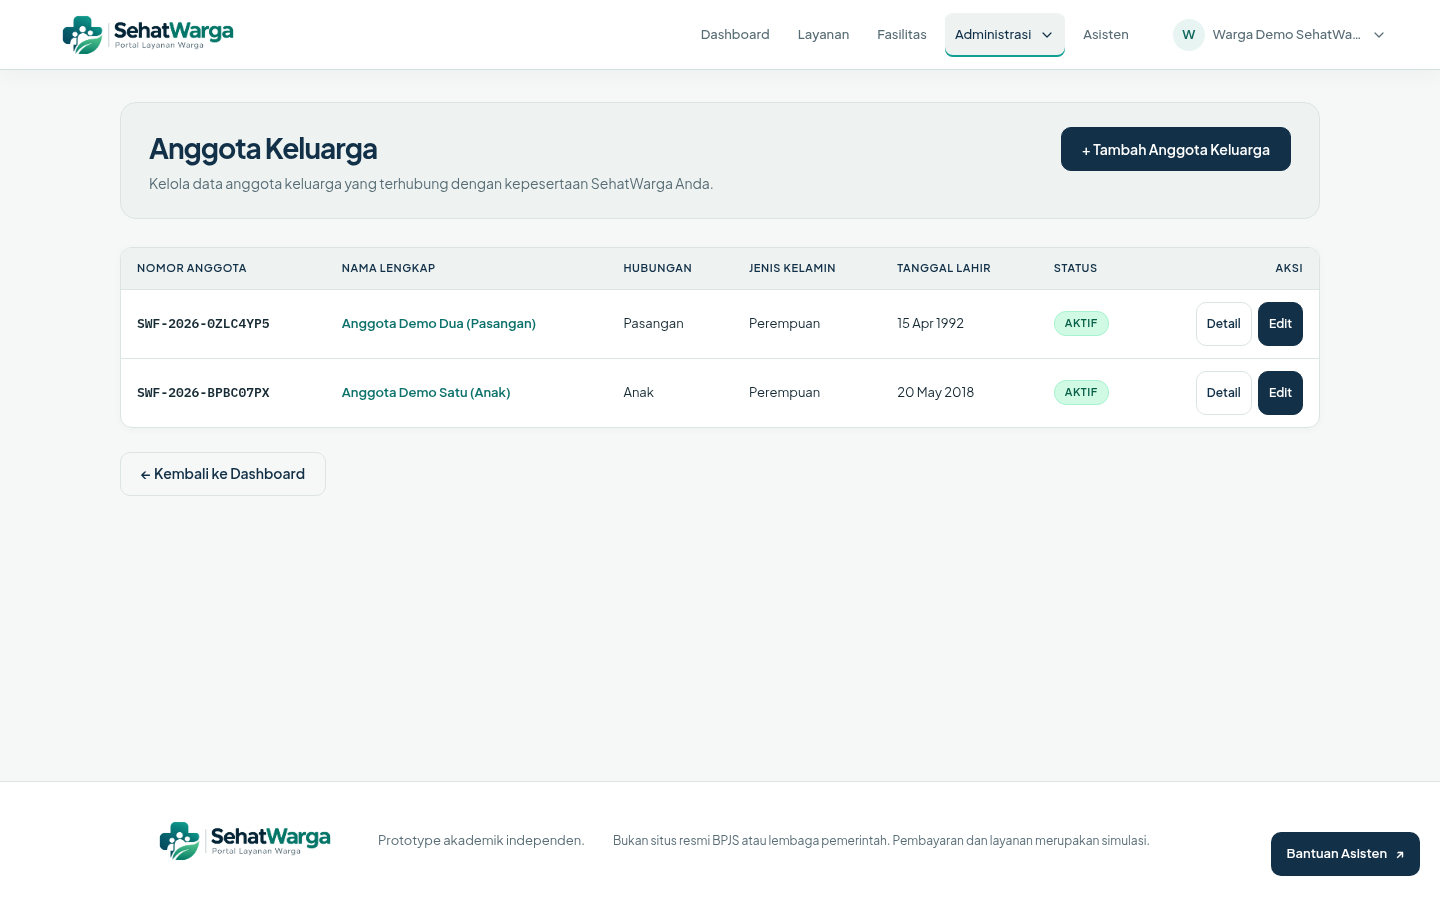 SehatWarga
Portal Layanan Warga
Dashboard
Layanan
Fasilitas
Administrasi
Asisten
W
Warga Demo SehatWa...
Anggota Keluarga
Kelola data anggota keluarga yang terhubung dengan kepesertaan SehatWarga Anda.
+ Tambah Anggota Keluarga
NOMOR ANGGOTA NAMA LENGKAP HUBUNGAN JENIS KELAMIN TANGGAL LAHIR STATUS AKSI
SWF-2026-0ZLC4YP5 Anggota Demo Dua (Pasangan) Pasangan Perempuan 15 Apr 1992 AKTIF Detail Edit
SWF-2026-BPBC07PX Anggota Demo Satu (Anak) Anak Perempuan 20 May 2018 AKTIF Detail Edit
← Kembali ke Dashboard
SehatWarga
Portal Layanan Warga
Prototype akademik independen.
Bukan situs resmi BPJS atau lembaga pemerintah. Pembayaran dan layanan merupakan simulasi.
Bantuan Asisten ↗